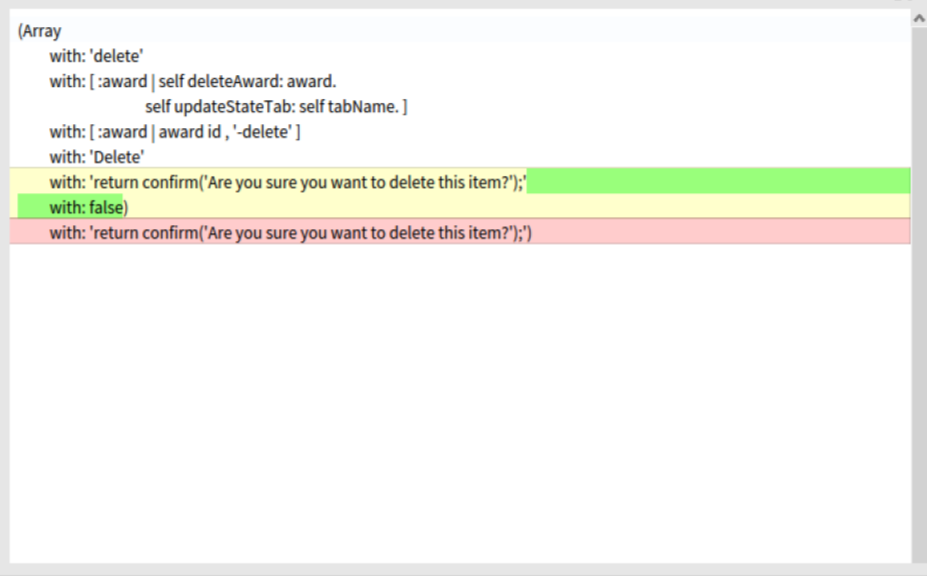 (Array
with: 'delete'
with: [ :award | self deleteAward: award.
self updateStateTab: self tabName. ]
with: [ :award | award id , '-delete' ]
with: 'Delete'
with: 'return confirm('Are you sure you want to delete this item?');'
with: false)
with: 'return confirm('Are you sure you want to delete this item?');')